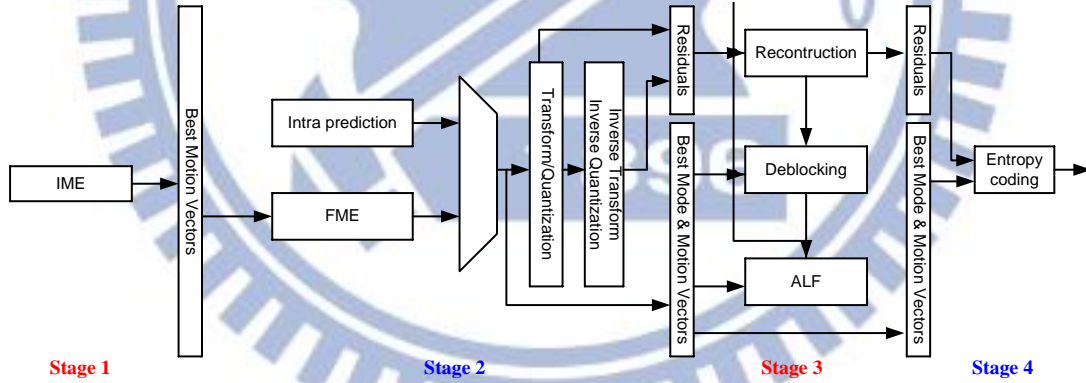 IME
Best Motion Vectors
Intra prediction
FME
Transform/Quantization
Inverse Transform
Inverse Quantization
Residuals
Best Mode & Motion Vectors
Recontruction
Deblocking
ALF
Residuals
Best Mode & Motion Vectors
Entropy
coding
Stage 1
Stage 2
Stage 3
Stage 4